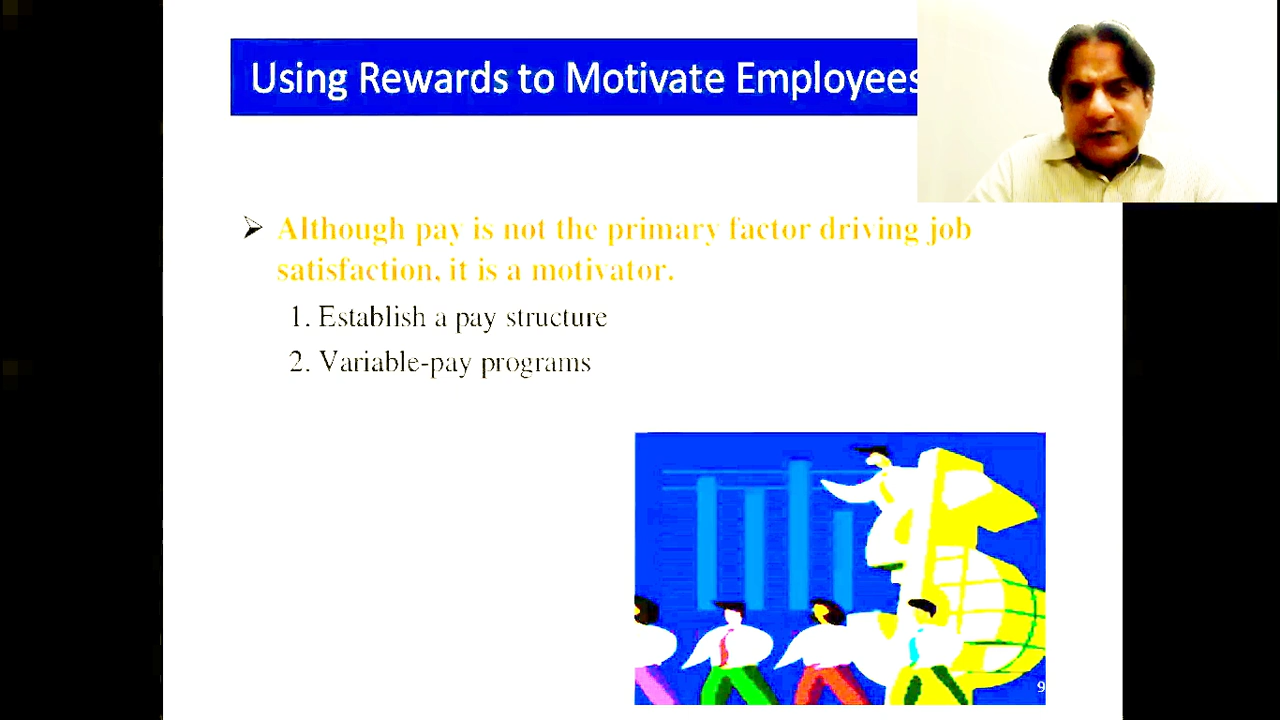 Using Rewards to Motivate Employees
Although pay is not the primary factor driving job
satisfaction, it is a motivator.
1. Establish a pay structure
2. Variable-pay programs
9